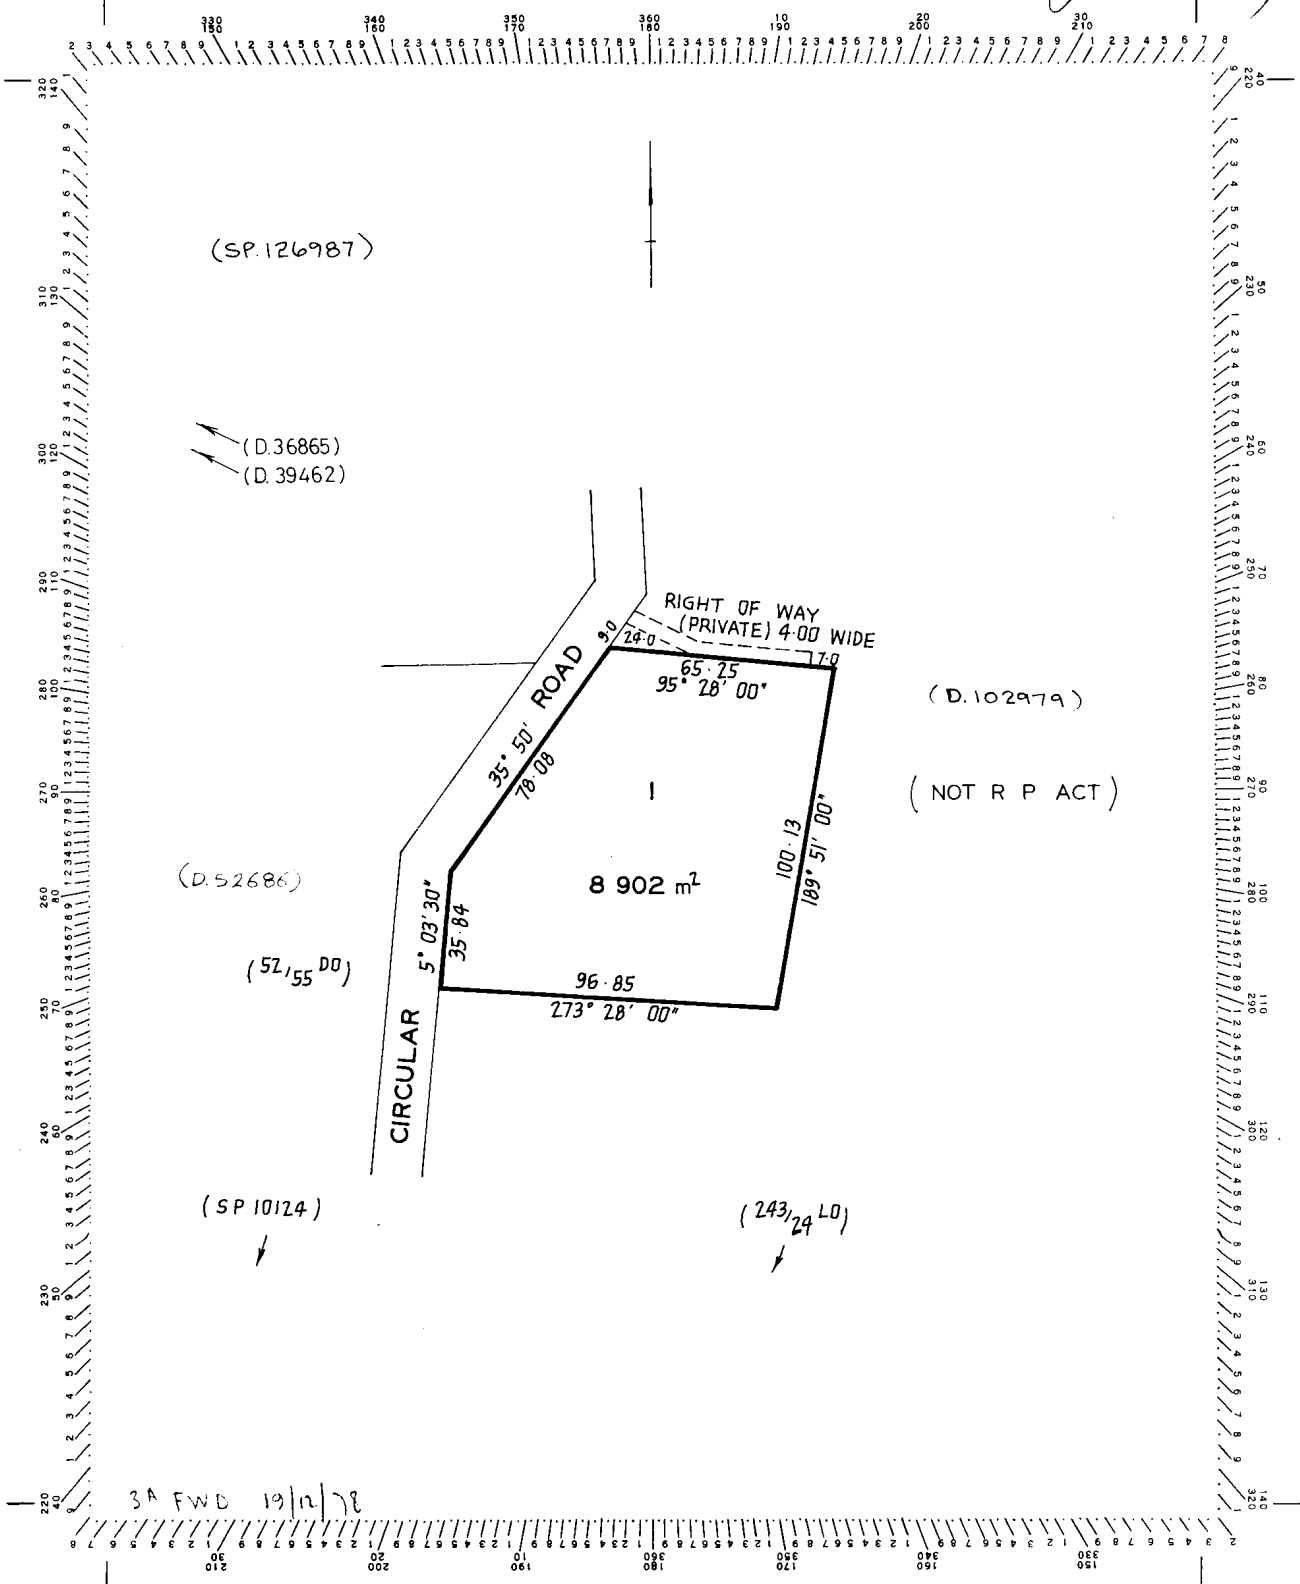 (SP.126987)
(D.36865)
(D.39462)
RIGHT OF WAY
(PRIVATE) 4·00 WIDE
9·0
24·0
7·0
65·25
95° 28' 00"
ROAD
35° 50'
78·08
(D.102979)
1
(NOT R P ACT)
100·13
189° 51' 00"
(D.52686)
8 902 m²
5° 03' 30"
35·84
(52/55 DO)
96·85
273° 28' 00"
CIRCULAR
(SP 10124)
(243/24 LO)
3A FWD 19/12/78